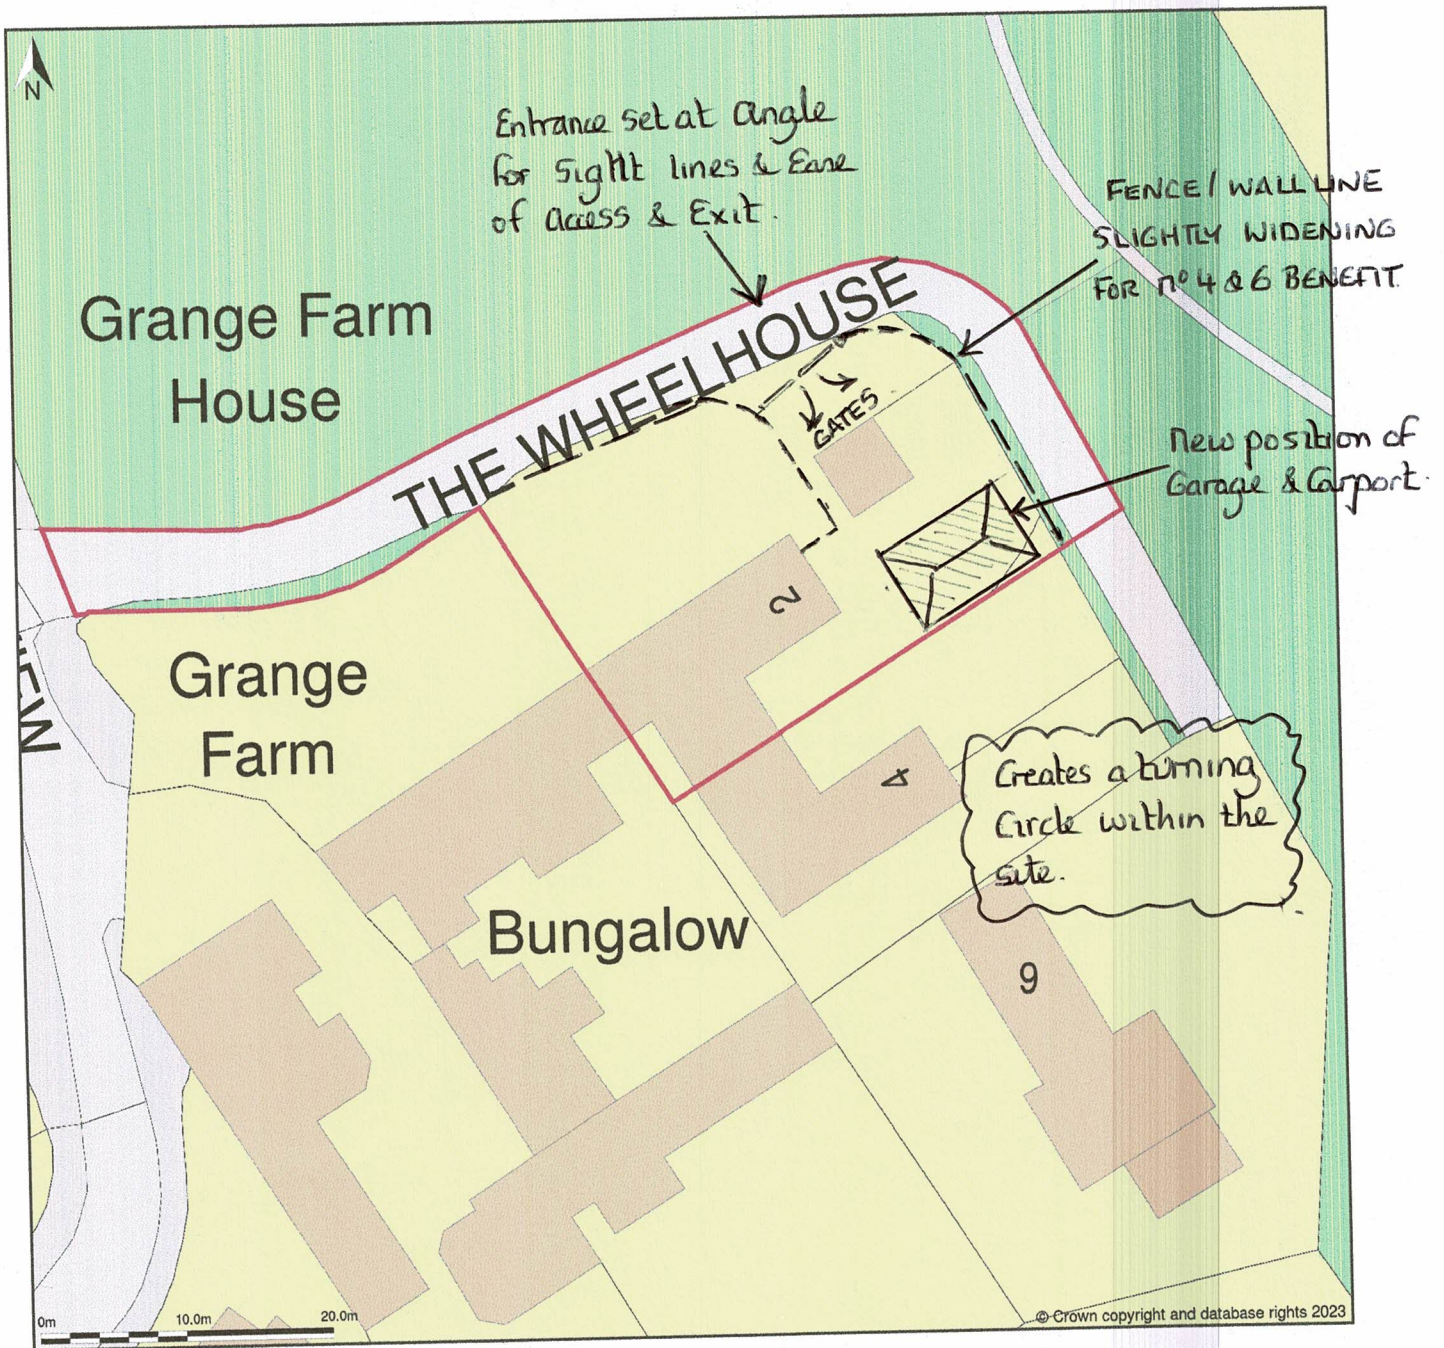 N
Entrance set at angle
for Sight lines & Ease
of access & Exit.
FENCE / WALL LINE
SLIGHTLY WIDENING
FOR nº 4 & 6 BENEFIT.
Grange Farm
House
THE WHEELHOUSE
GATES
New position of
Garage & Carport.
2
Grange
Farm
IEW
4
Creates a turning
Circle within the
site.
Bungalow
6
0m
10.0m
20.0m
© Crown copyright and database rights 2023